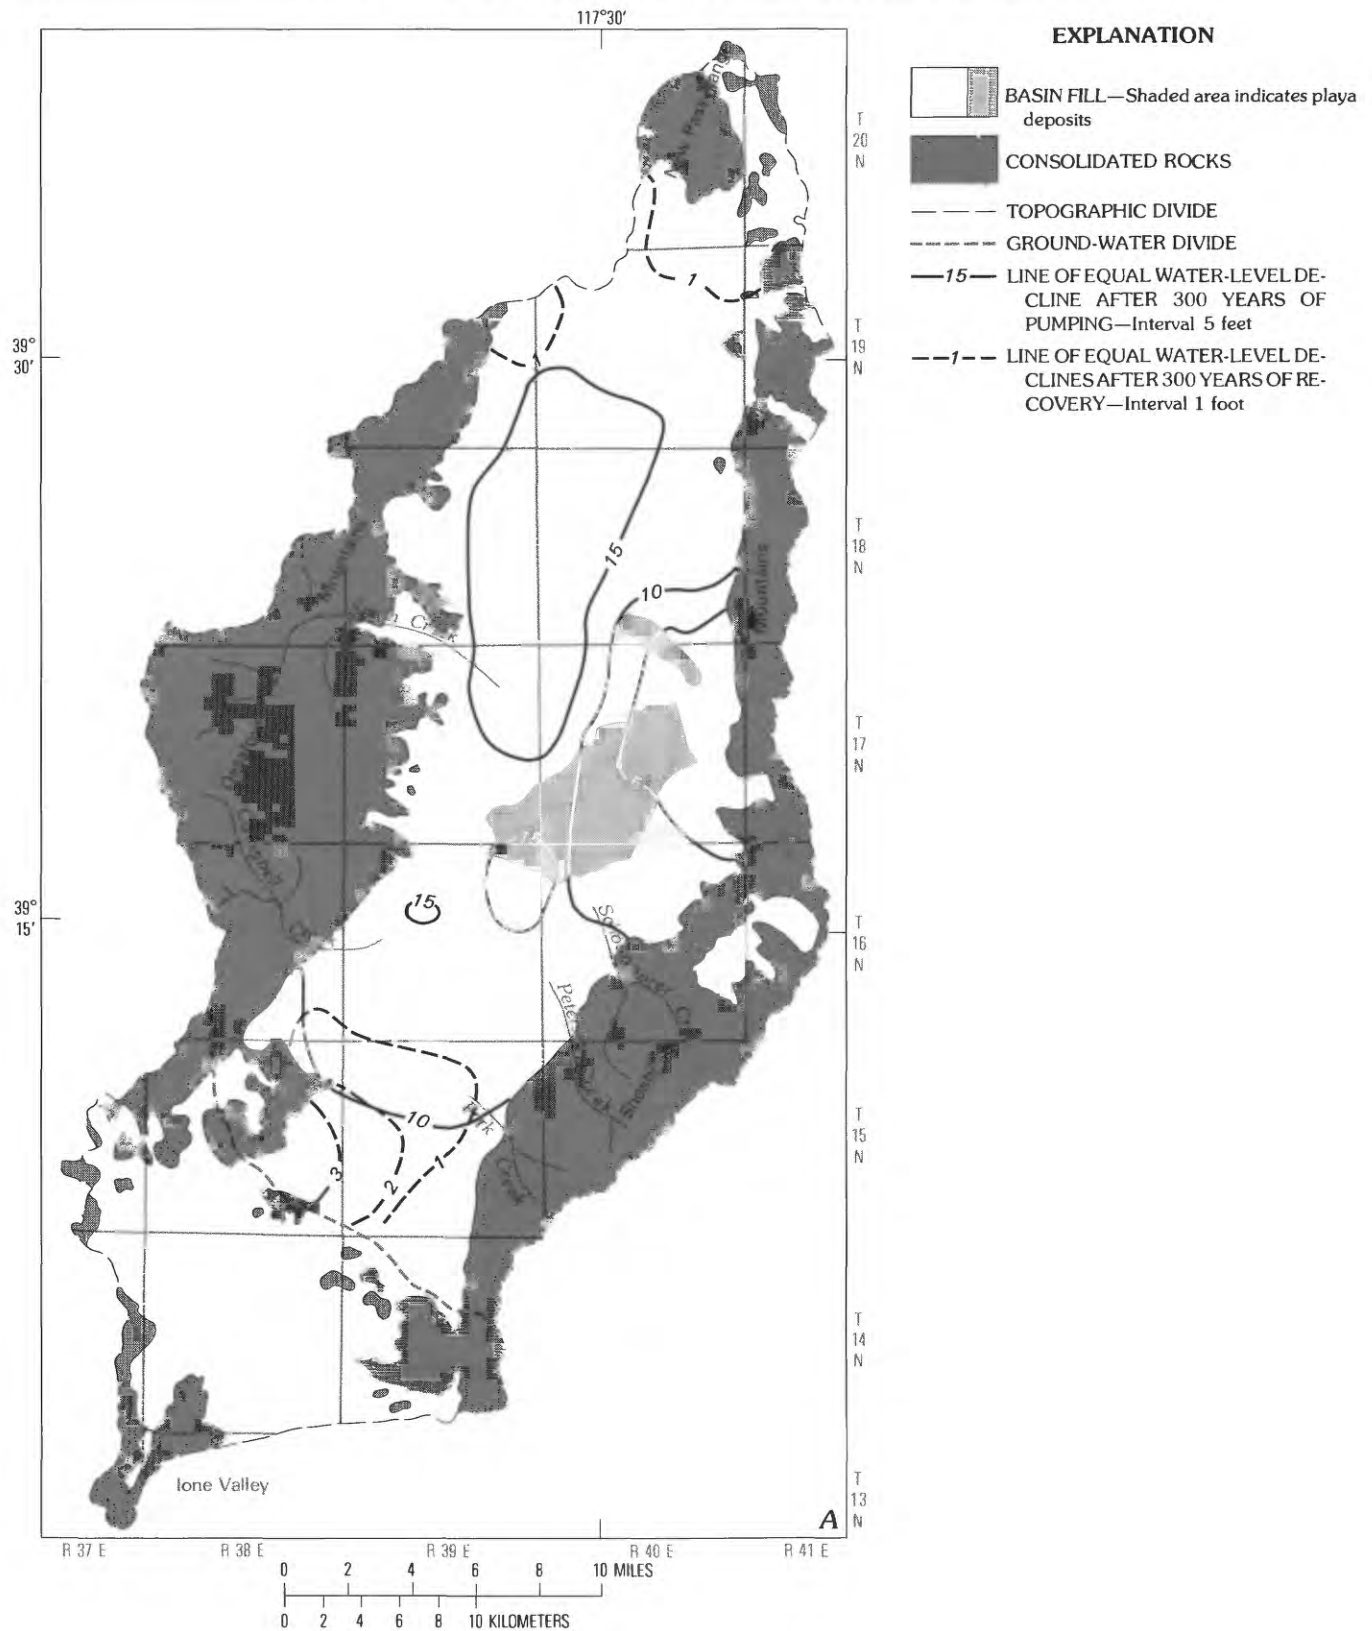 117°30'
EXPLANATION
BASIN FILL—Shaded area indicates playa
deposits
CONSOLIDATED ROCKS
TOPOGRAPHIC DIVIDE
GROUND-WATER DIVIDE
15 LINE OF EQUAL WATER-LEVEL DE-
CLINE AFTER 300 YEARS OF
PUMPING—Interval 5 feet
1 LINE OF EQUAL WATER-LEVEL DE-
CLINES AFTER 300 YEARS OF RE-
COVERY—Interval 1 foot
T
20
N
1
39°
30'
1
T
19
N
T
18
N
15
10
Mountains
Mountains
Creek
T
17
N
15
39°
15'
15
T
16
N
Creek
10
Park
Creek
T
15
N
3
2
1
T
14
N
Ione Valley
T
13
N
A
R 37 E
R 38 E
R 39 E
R 40 E
R 41 E
0 2 4 6 8 10 MILES
0 2 4 6 8 10 KILOMETERS